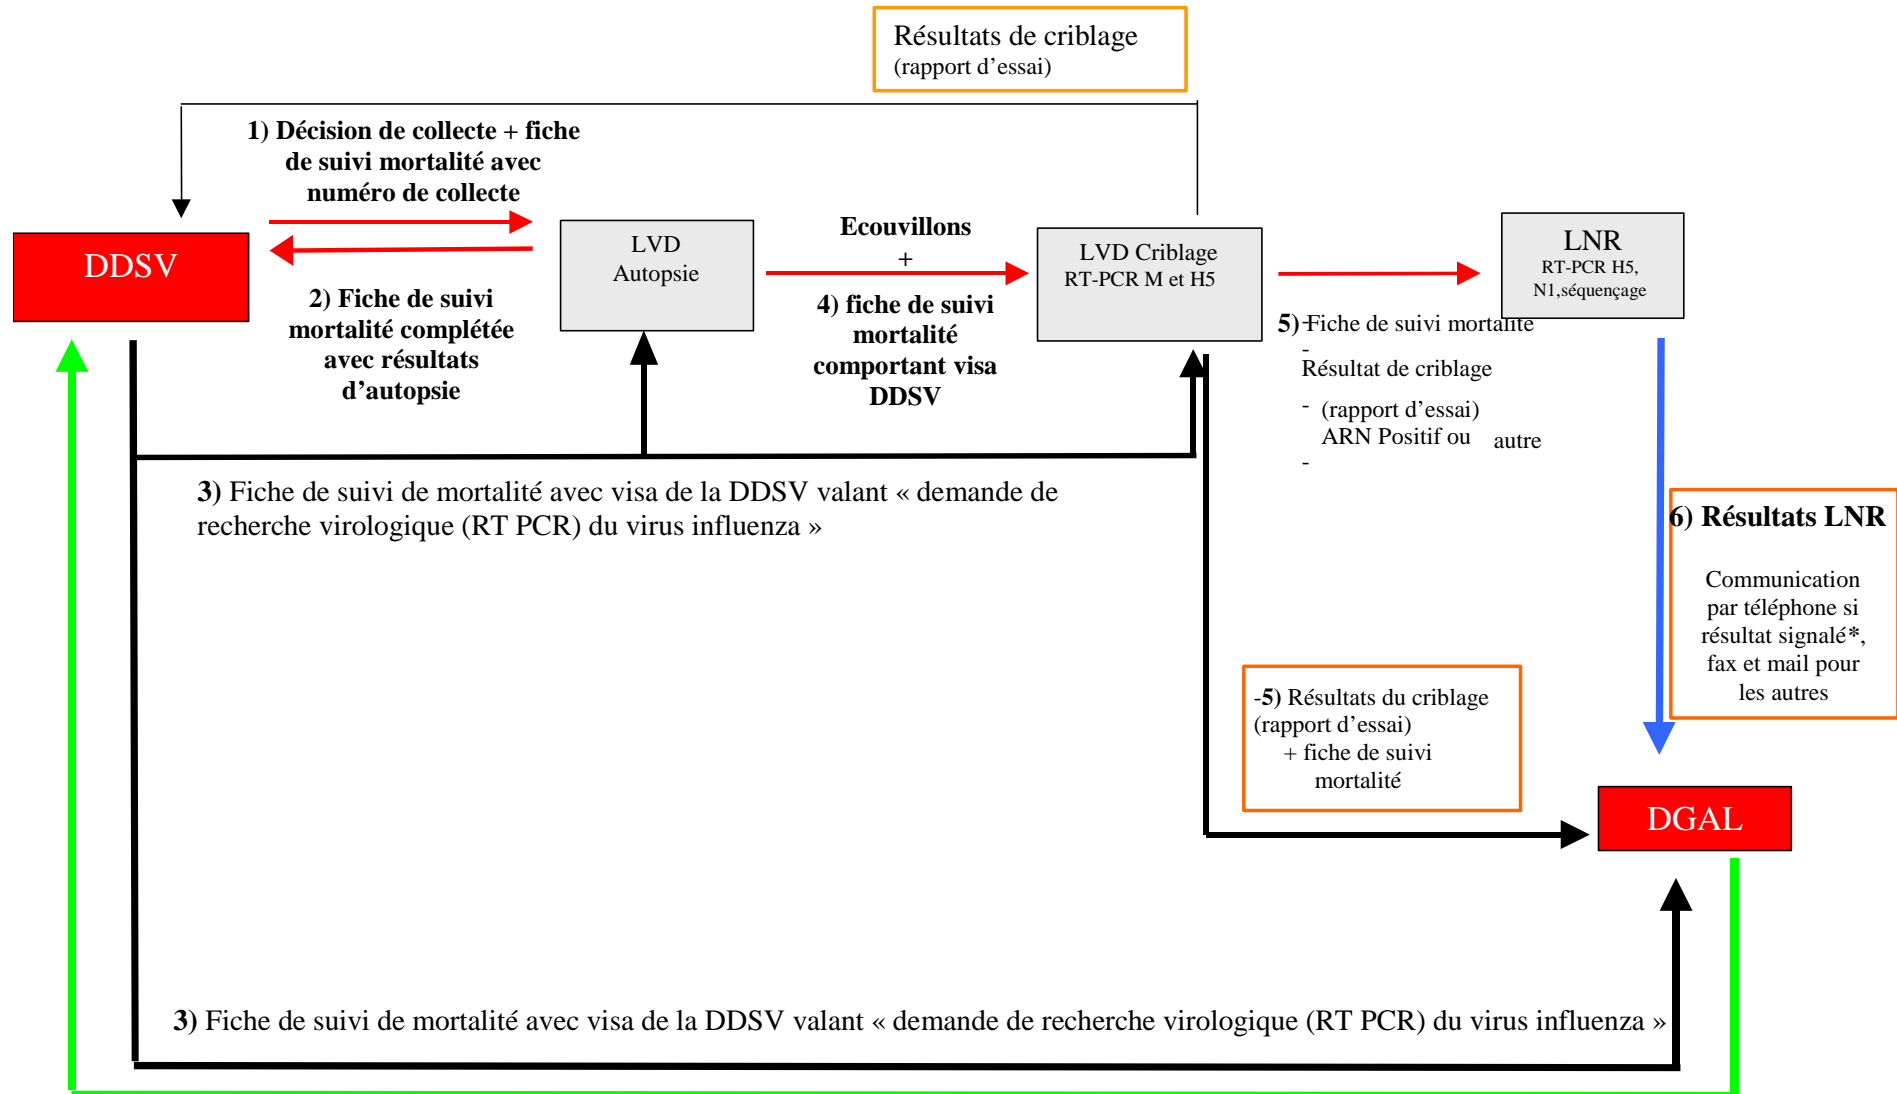 Résultats de criblage
(rapport d’essai)
1) Décision de collecte + fiche
de suivi mortalité avec
numéro de collecte
DDSV
2) Fiche de suivi
mortalité complétée
avec résultats
d’autopsie
LVD
Autopsie
Ecouvillons
+
4) fiche de suivi
mortalité
comportant visa
DDSV
LVD Criblage
RT-PCR M et H5
LNR
RT-PCR H5,
N1,séquençage
5) -Fiche de suivi mortalité
-
Résultat de criblage
- (rapport d’essai)
ARN Positif ou autre
-
3) Fiche de suivi de mortalité avec visa de la DDSV valant « demande de
recherche virologique (RT PCR) du virus influenza »
6) Résultats LNR
Communication
par téléphone si
résultat signalé*,
fax et mail pour
les autres
-5) Résultats du criblage
(rapport d’essai)
+ fiche de suivi
mortalité
DGAL
3) Fiche de suivi de mortalité avec visa de la DDSV valant « demande de recherche virologique (RT PCR) du virus influenza »